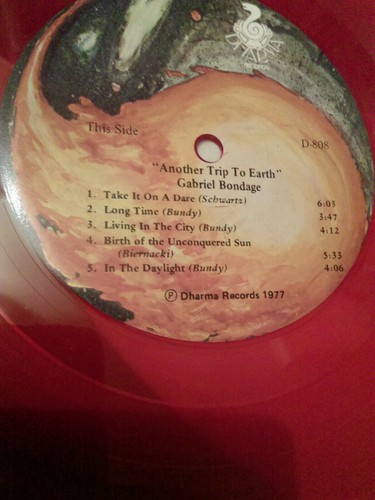 DHARMA
This Side
D-808
"Another Trip To Earth"
Gabriel Bondage
1. Take It On A Dare (Schwartz) 6:03
2. Long Time (Bundy) 3:47
3. Living In The City (Bundy) 4:12
4. Birth of the Unconquered Sun
(Biernacki) 5:33
5. In The Daylight (Bundy) 4:06
℗ Dharma Records 1977